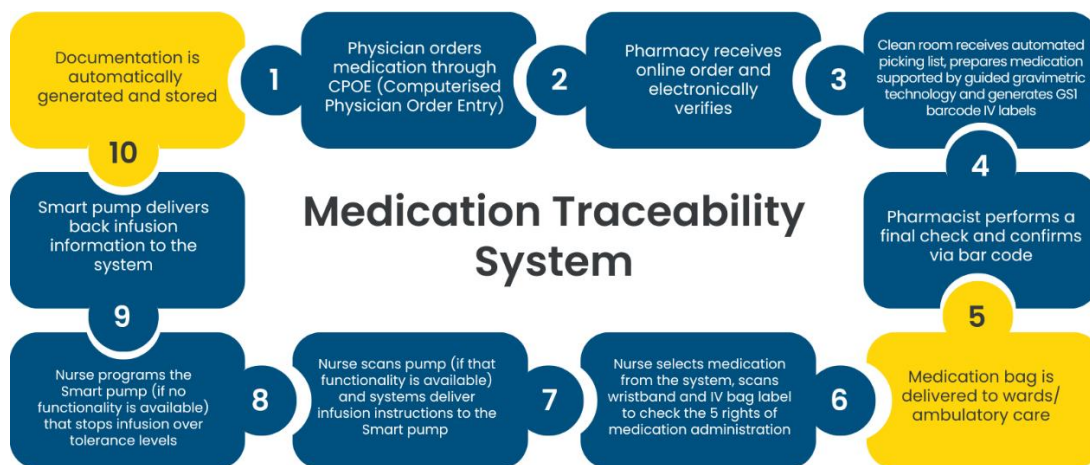 Documentation is
automatically
generated and stored
1
Physician orders
medication through
CPOE (Computerised
Physician Order Entry)
2
Pharmacy receives
online order and
electronically
verifies
3
Clean room receives automated
picking list, prepares medication
supported by guided gravimetric
technology and generates GS1
barcode IV labels
4
Pharmacist performs a
final check and confirms
via bar code
5
Medication bag is
delivered to wards/
ambulatory care
6
Nurse selects medication
from the system, scans
wristband and IV bag label
to check the 5 rights of
medication administration
7
Nurse scans pump (if that
functionality is available)
and systems deliver
infusion instructions to the
Smart pump
8
Nurse programs the
Smart pump (if no
functionality is available)
that stops infusion over
tolerance levels
9
Smart pump delivers
back infusion
information to the
system
10
Medication Traceability
System